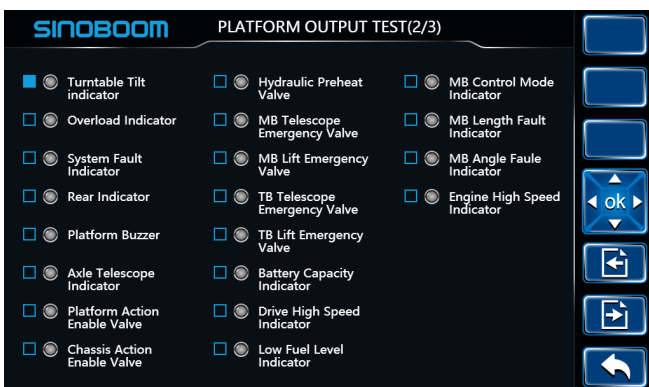 SINOBOOM
PLATFORM OUTPUT TEST(2/3)
Turntable Tilt
indicator
Overload Indicator
System Fault
Indicator
Rear Indicator
Platform Buzzer
Axle Telescope
Indicator
Platform Action
Enable Valve
Chassis Action
Enable Valve
Hydraulic Preheat
Valve
MB Telescope
Emergency Valve
MB Lift Emergency
Valve
TB Telescope
Emergency Valve
TB Lift Emergency
Valve
Battery Capacity
Indicator
Drive High Speed
Indicator
Low Fuel Level
Indicator
MB Control Mode
Indicator
MB Length Fault
Indicator
MB Angle Faule
Indicator
Engine High Speed
Indicator
ok